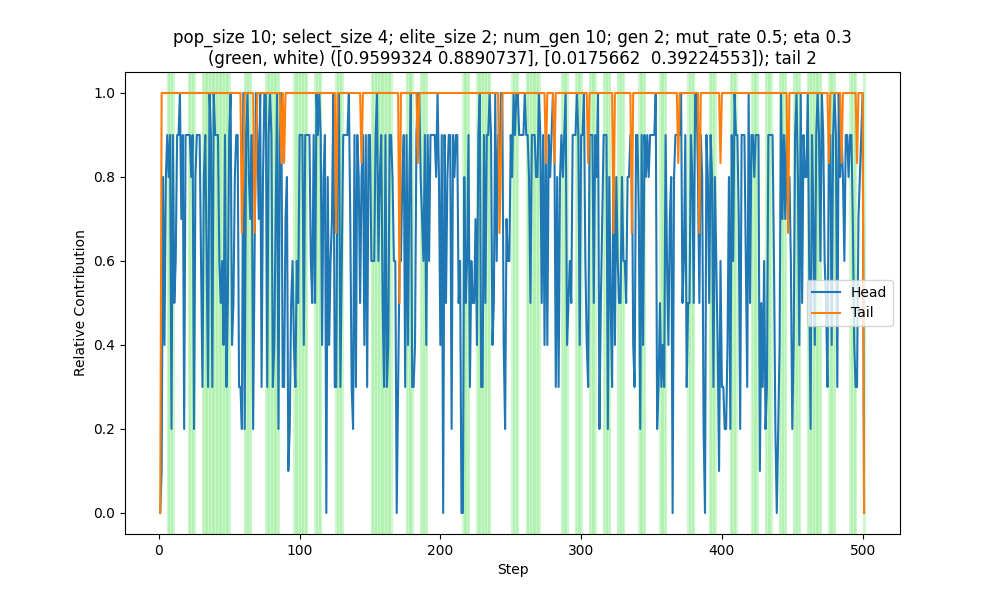 pop_size 10; select_size 4; elite_size 2; num_gen 10; gen 2; mut_rate 0.5; eta 0.3
(green, white) ([0.9599324 0.8890737], [0.0175662  0.39224553]); tail 2
1.0
0.8
0.6
0.4
0.2
0.0
Relative Contribution
Head
Tail
0
100
200
300
400
500
Step